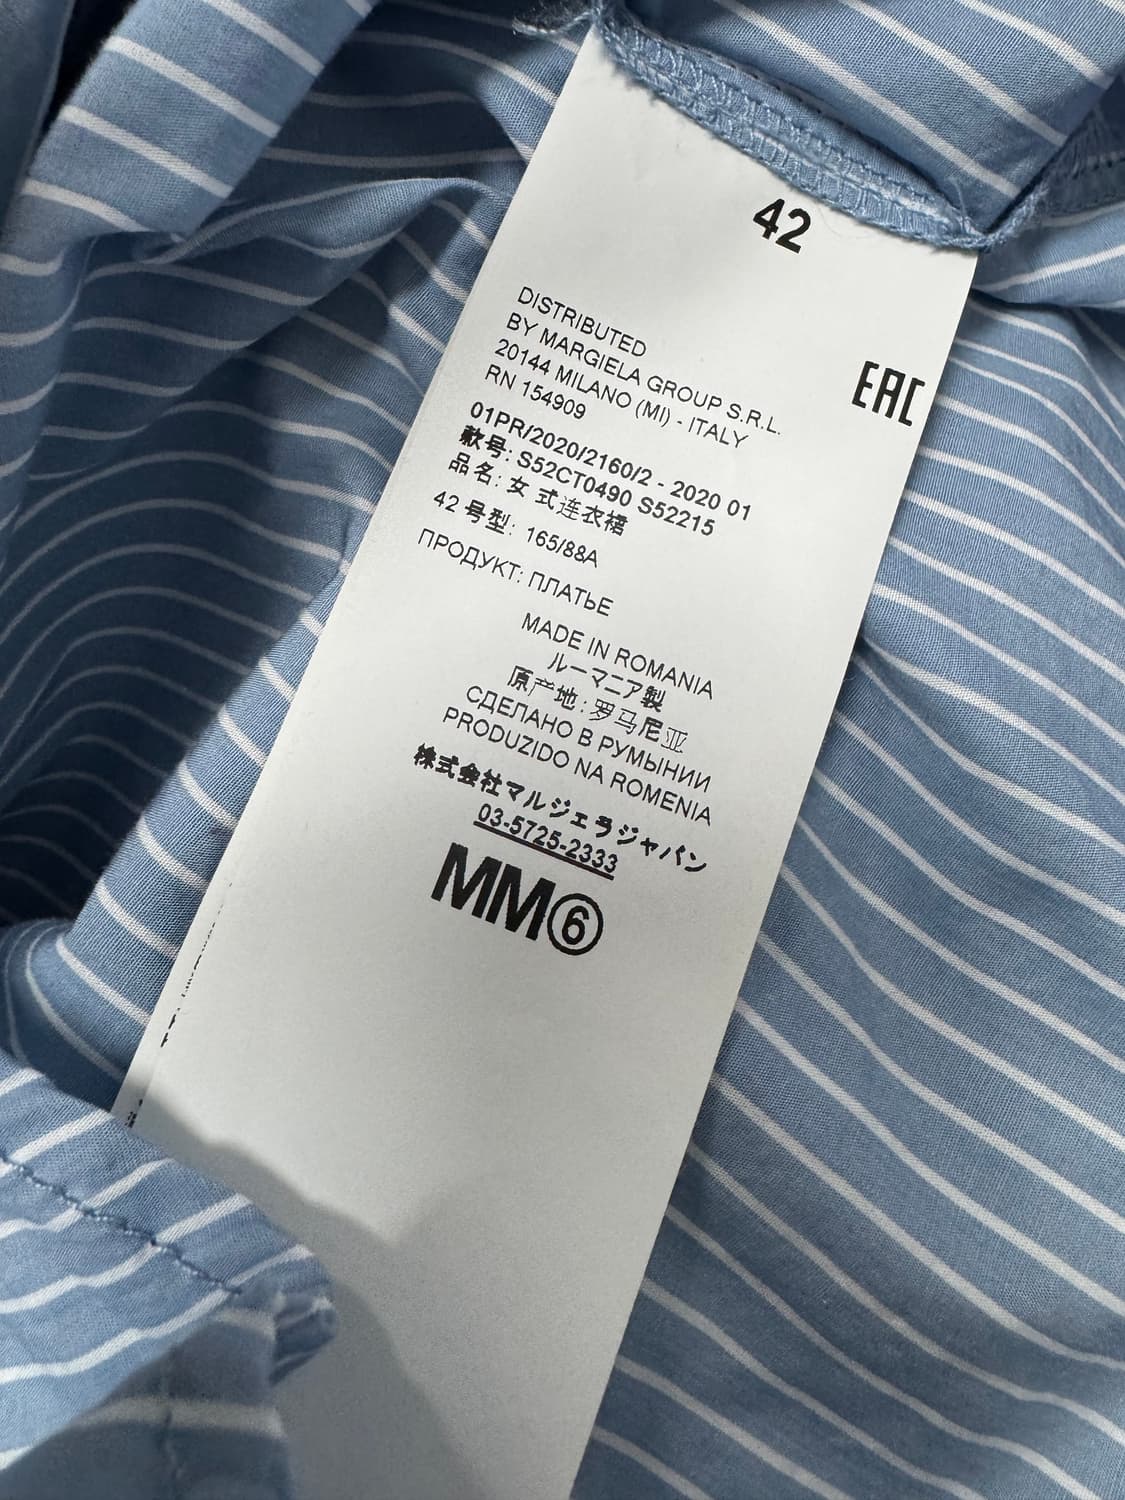 42
EAC
DISTRIBUTED
BY MARGIELA GROUP S.R.L.
20144 MILANO (MI) - ITALY
RN 154909
01PR/2020/2160/2 - 2020 01
款号: S52CT0490 S52215
品名: 女 式连衣裙
42 号型: 165/88A
ПРОДУКТ: ПЛАТЬЕ
MADE IN ROMANIA
ルーマニア製
原产地: 罗马尼亚
СДЕЛАНО В РУМЫНИИ
PRODUZIDO NA ROMENIA
株式会社マルジェラジャパン
03-5725-2333
MM⑥